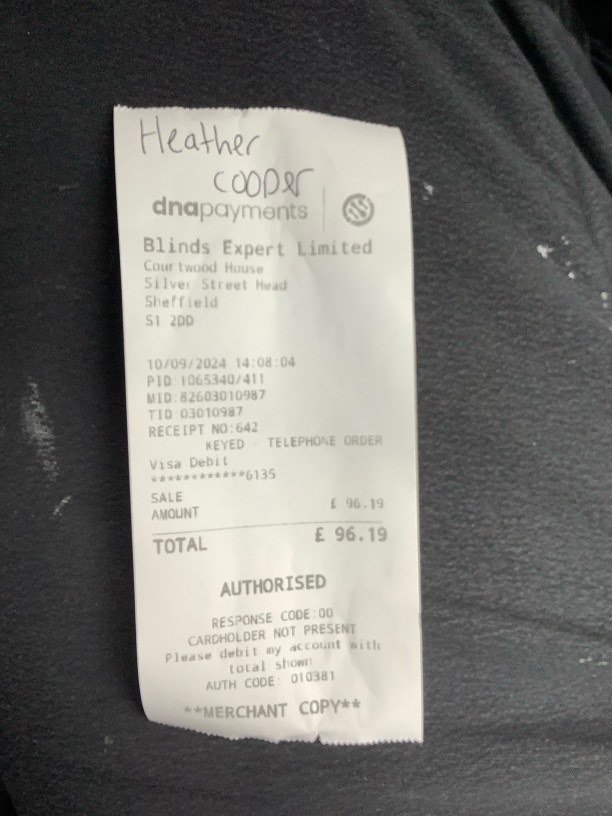 Heather
cooper
dnapayments
Blinds Expert Limited
Courtwood House
Silver Street Head
Sheffield
S1 2DD
10/09/2024 14:08:04
PID:1065340/411
MID:82603010987
TID:03010987
RECEIPT NO:642
KEYED - TELEPHONE ORDER
Visa Debit
************6135
SALE
AMOUNT £ 96.19
TOTAL £ 96.19
AUTHORISED
RESPONSE CODE:00
CARDHOLDER NOT PRESENT
Please debit my account with
total shown
AUTH CODE: 010381
**MERCHANT COPY**